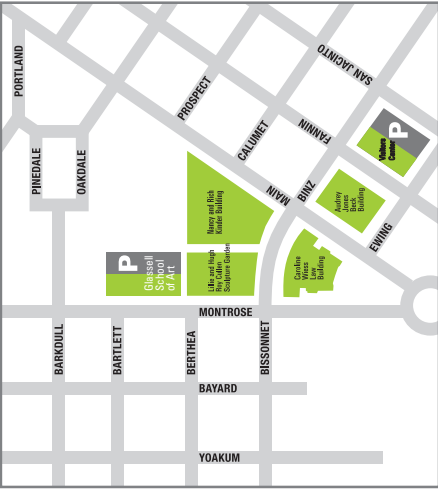 PORTLAND
SAN JACINTO
PROSPECT
CALUMET
FANNIN
P
Visitors
Center
PINEDALE
OAKDALE
Nancy and Rich
Kinder Building
MAIN
BINZ
Audrey
Jones
Beck
Building
EWING
P
Glassell
School
of Art
Lillie and Hugh
Roy Cullen
Sculpture Garden
Caroline
Wiess
Law
Building
MONTROSE
BARKDULL
BARTLETT
BERTHEA
BISSONNET
BAYARD
YOAKUM